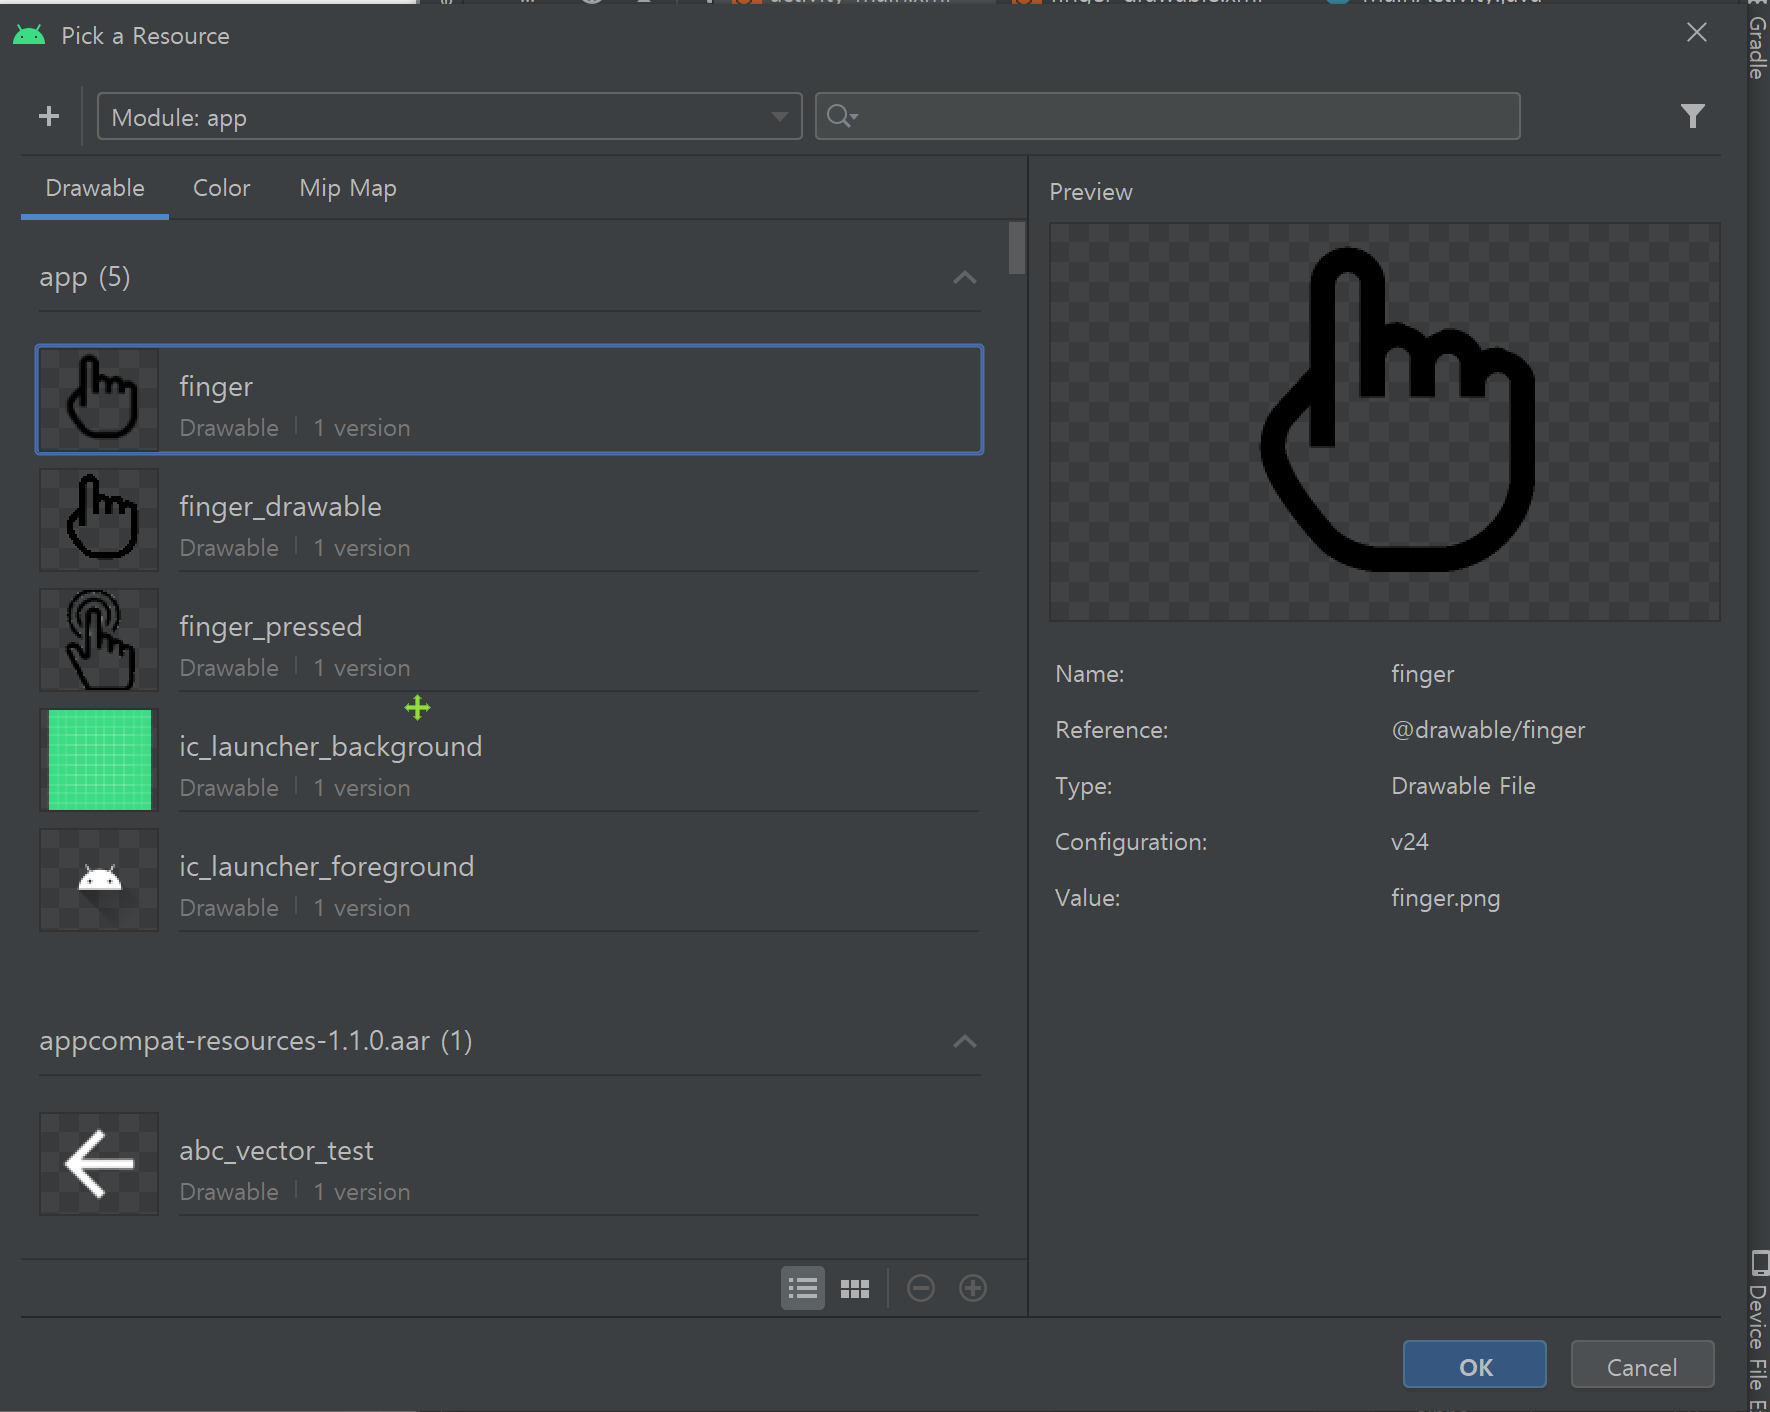 Pick a Resource
Module: app
Drawable
Color
Mip Map
Preview
app (5)
finger
Drawable
1 version
finger_drawable
Drawable
1 version
finger_pressed
Drawable
1 version
ic_launcher_background
Drawable
1 version
ic_launcher_foreground
Drawable
1 version
appcompat-resources-1.1.0.aar (1)
abc_vector_test
Drawable
1 version
Name: finger
Reference: @drawable/finger
Type: Drawable File
Configuration: v24
Value: finger.png
OK
Cancel
Gradle
Device File